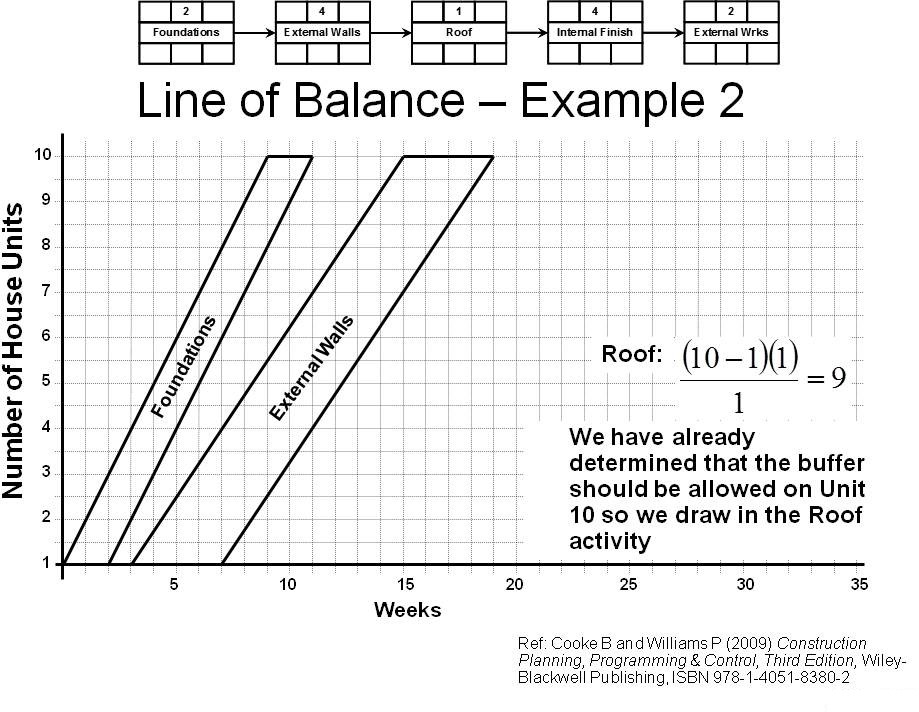 2 4 1 4 2
Foundations External Walls Roof Internal Finish External Wrks
Line of Balance – Example 2
Number of House Units
10
9
8
7
6
5
4
3
2
1
Foundations
External Walls
Roof: (10 – 1)(1) / 1 = 9
We have already
determined that the buffer
should be allowed on Unit
10 so we draw in the Roof
activity
5 10 15 20 25 30 35
Weeks
Ref: Cooke B and Williams P (2009) Construction
Planning, Programming & Control, Third Edition, Wiley-
Blackwell Publishing, ISBN 978-1-4051-8380-2